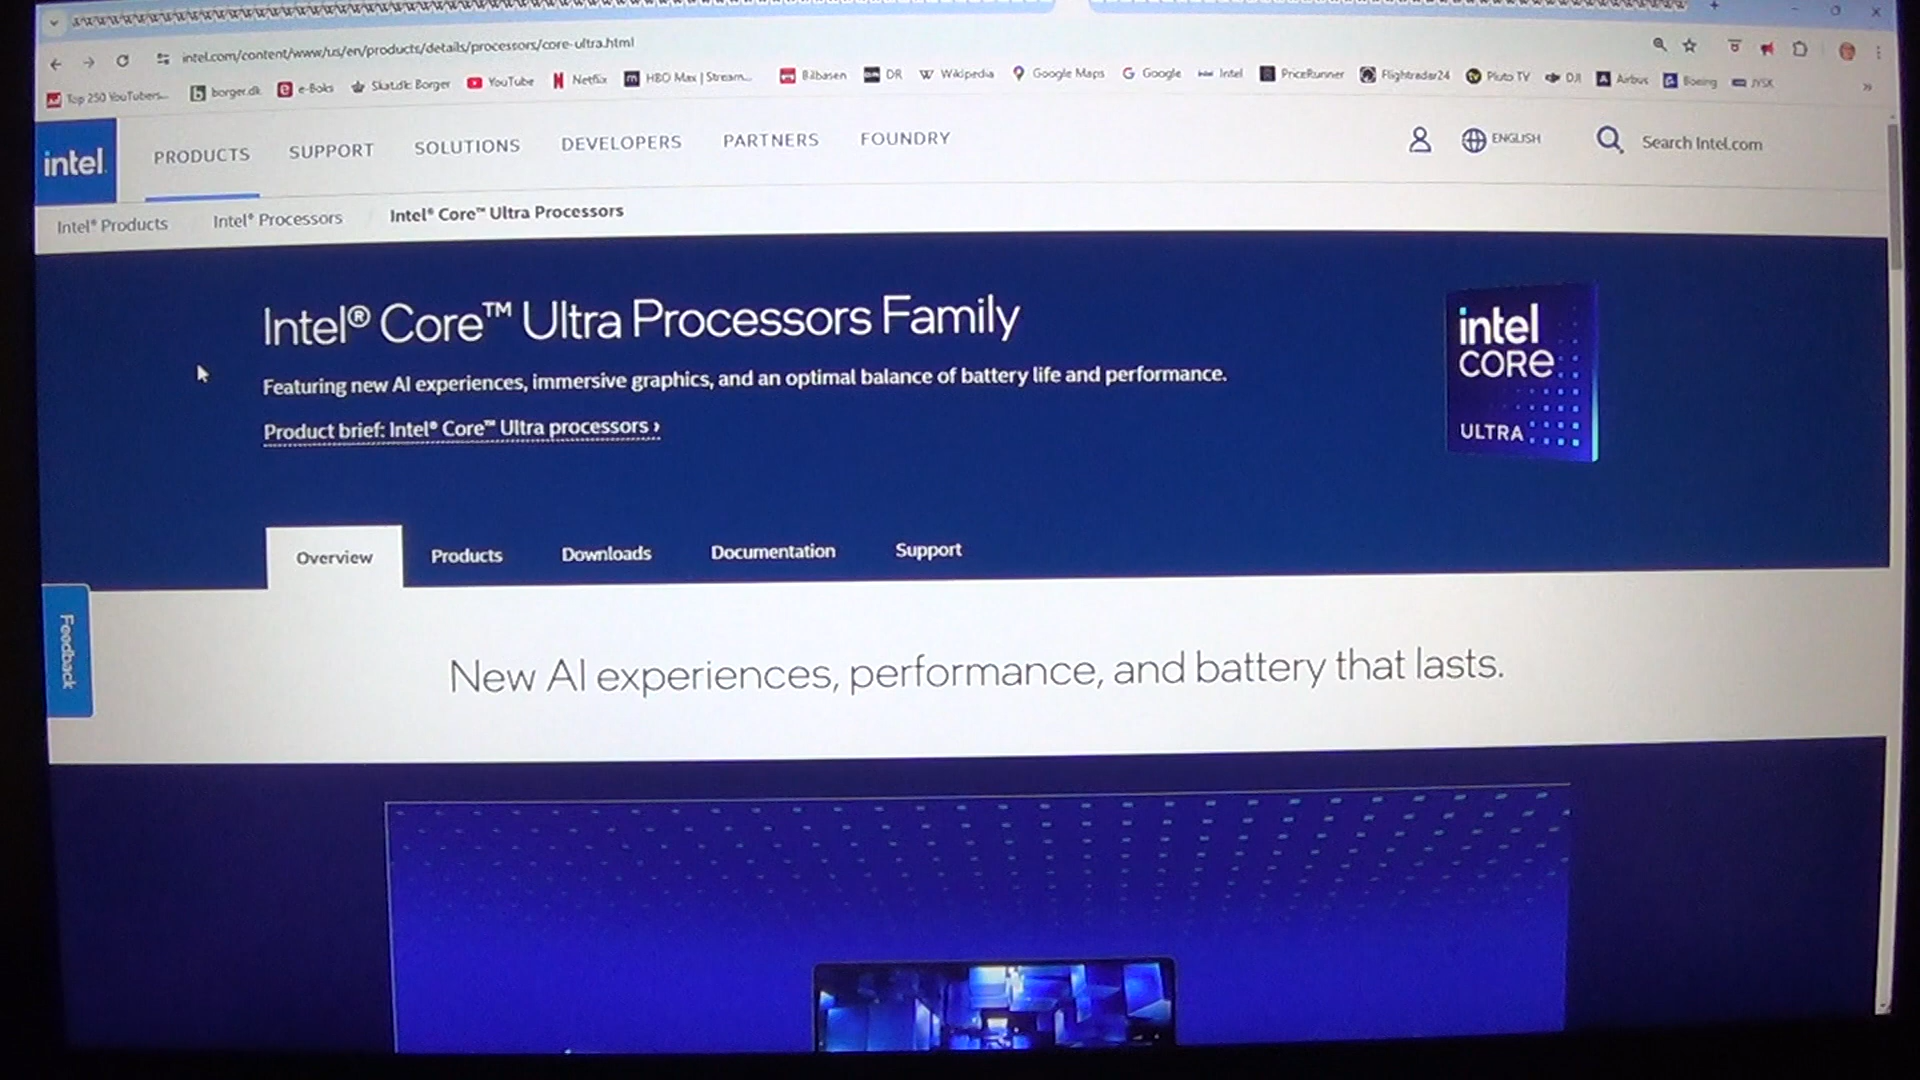 intel.com/content/www/us/en/products/details/processors/core-ultra.html
Top 250 YouTubers... borger.dk e-Boks Skat.dk: Borger YouTube Netflix HBO Max | Stream... Bilbasen DR Wikipedia Google Maps Google Intel PriceRunner Flightradar24 Pluto TV DJI Airbus Boeing JYSK
intel. PRODUCTS SUPPORT SOLUTIONS DEVELOPERS PARTNERS FOUNDRY ENGLISH Search Intel.com
Intel® Products Intel® Processors Intel® Core™ Ultra Processors
Intel® Core™ Ultra Processors Family
Featuring new AI experiences, immersive graphics, and an optimal balance of battery life and performance.
Product brief: Intel® Core™ Ultra processors ›
intel
CORE
ULTRA
Overview Products Downloads Documentation Support
Feedback
New AI experiences, performance, and battery that lasts.